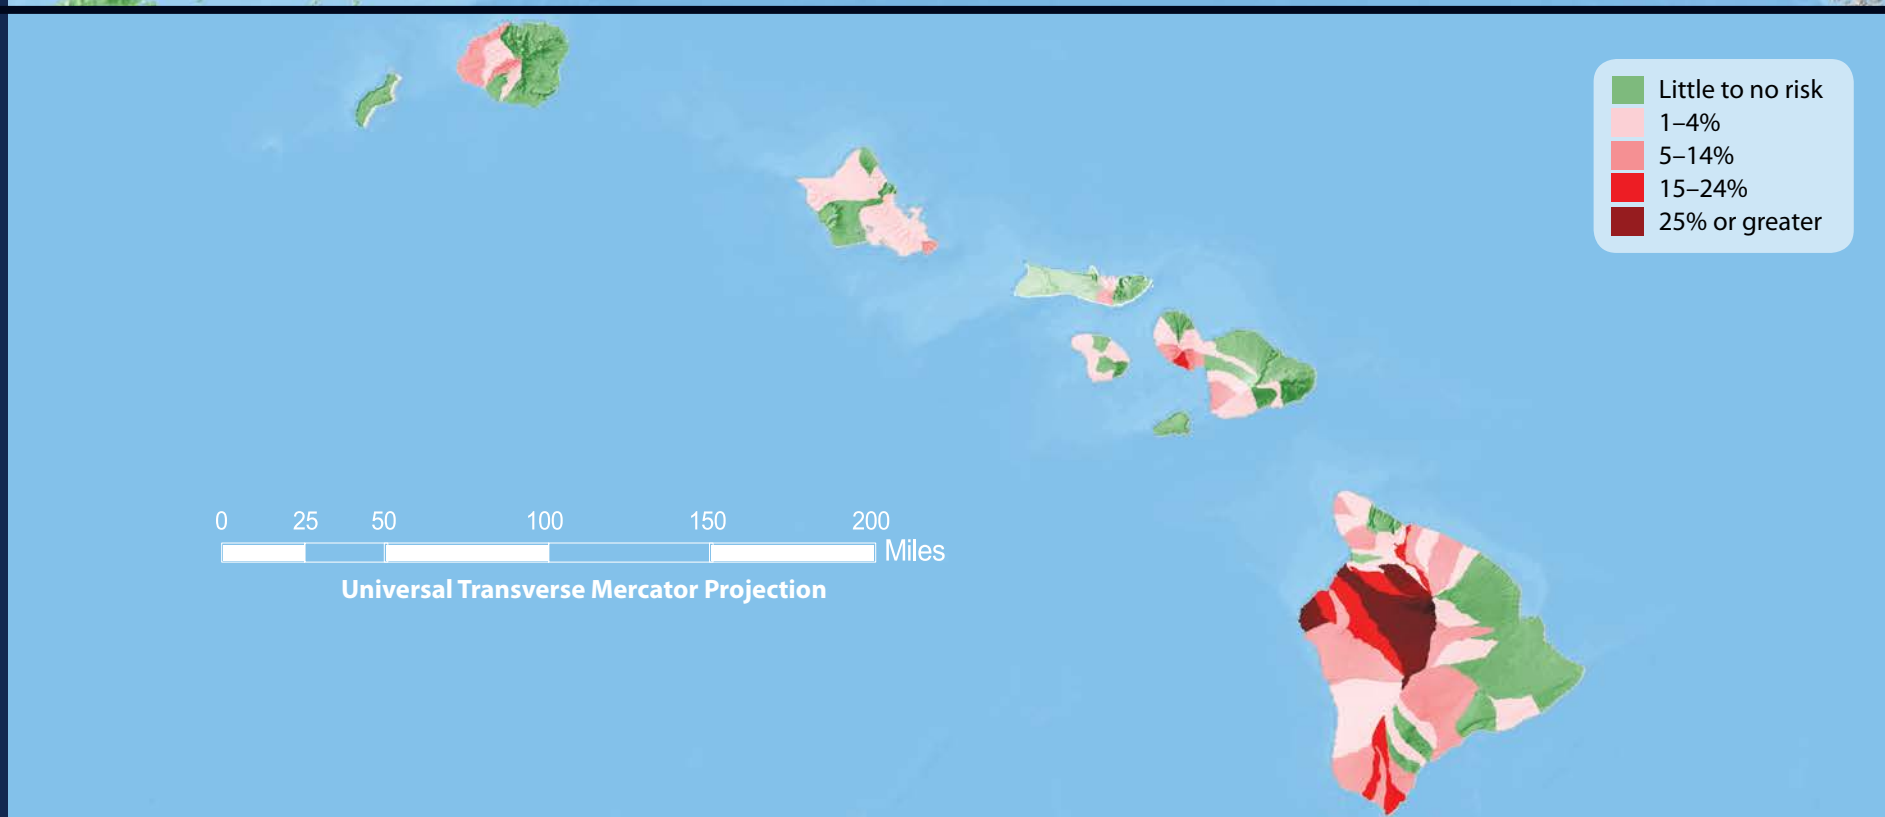 Little to no risk
1–4%
5–14%
15–24%
25% or greater
0 25 50 100 150 200
Miles
Universal Transverse Mercator Projection